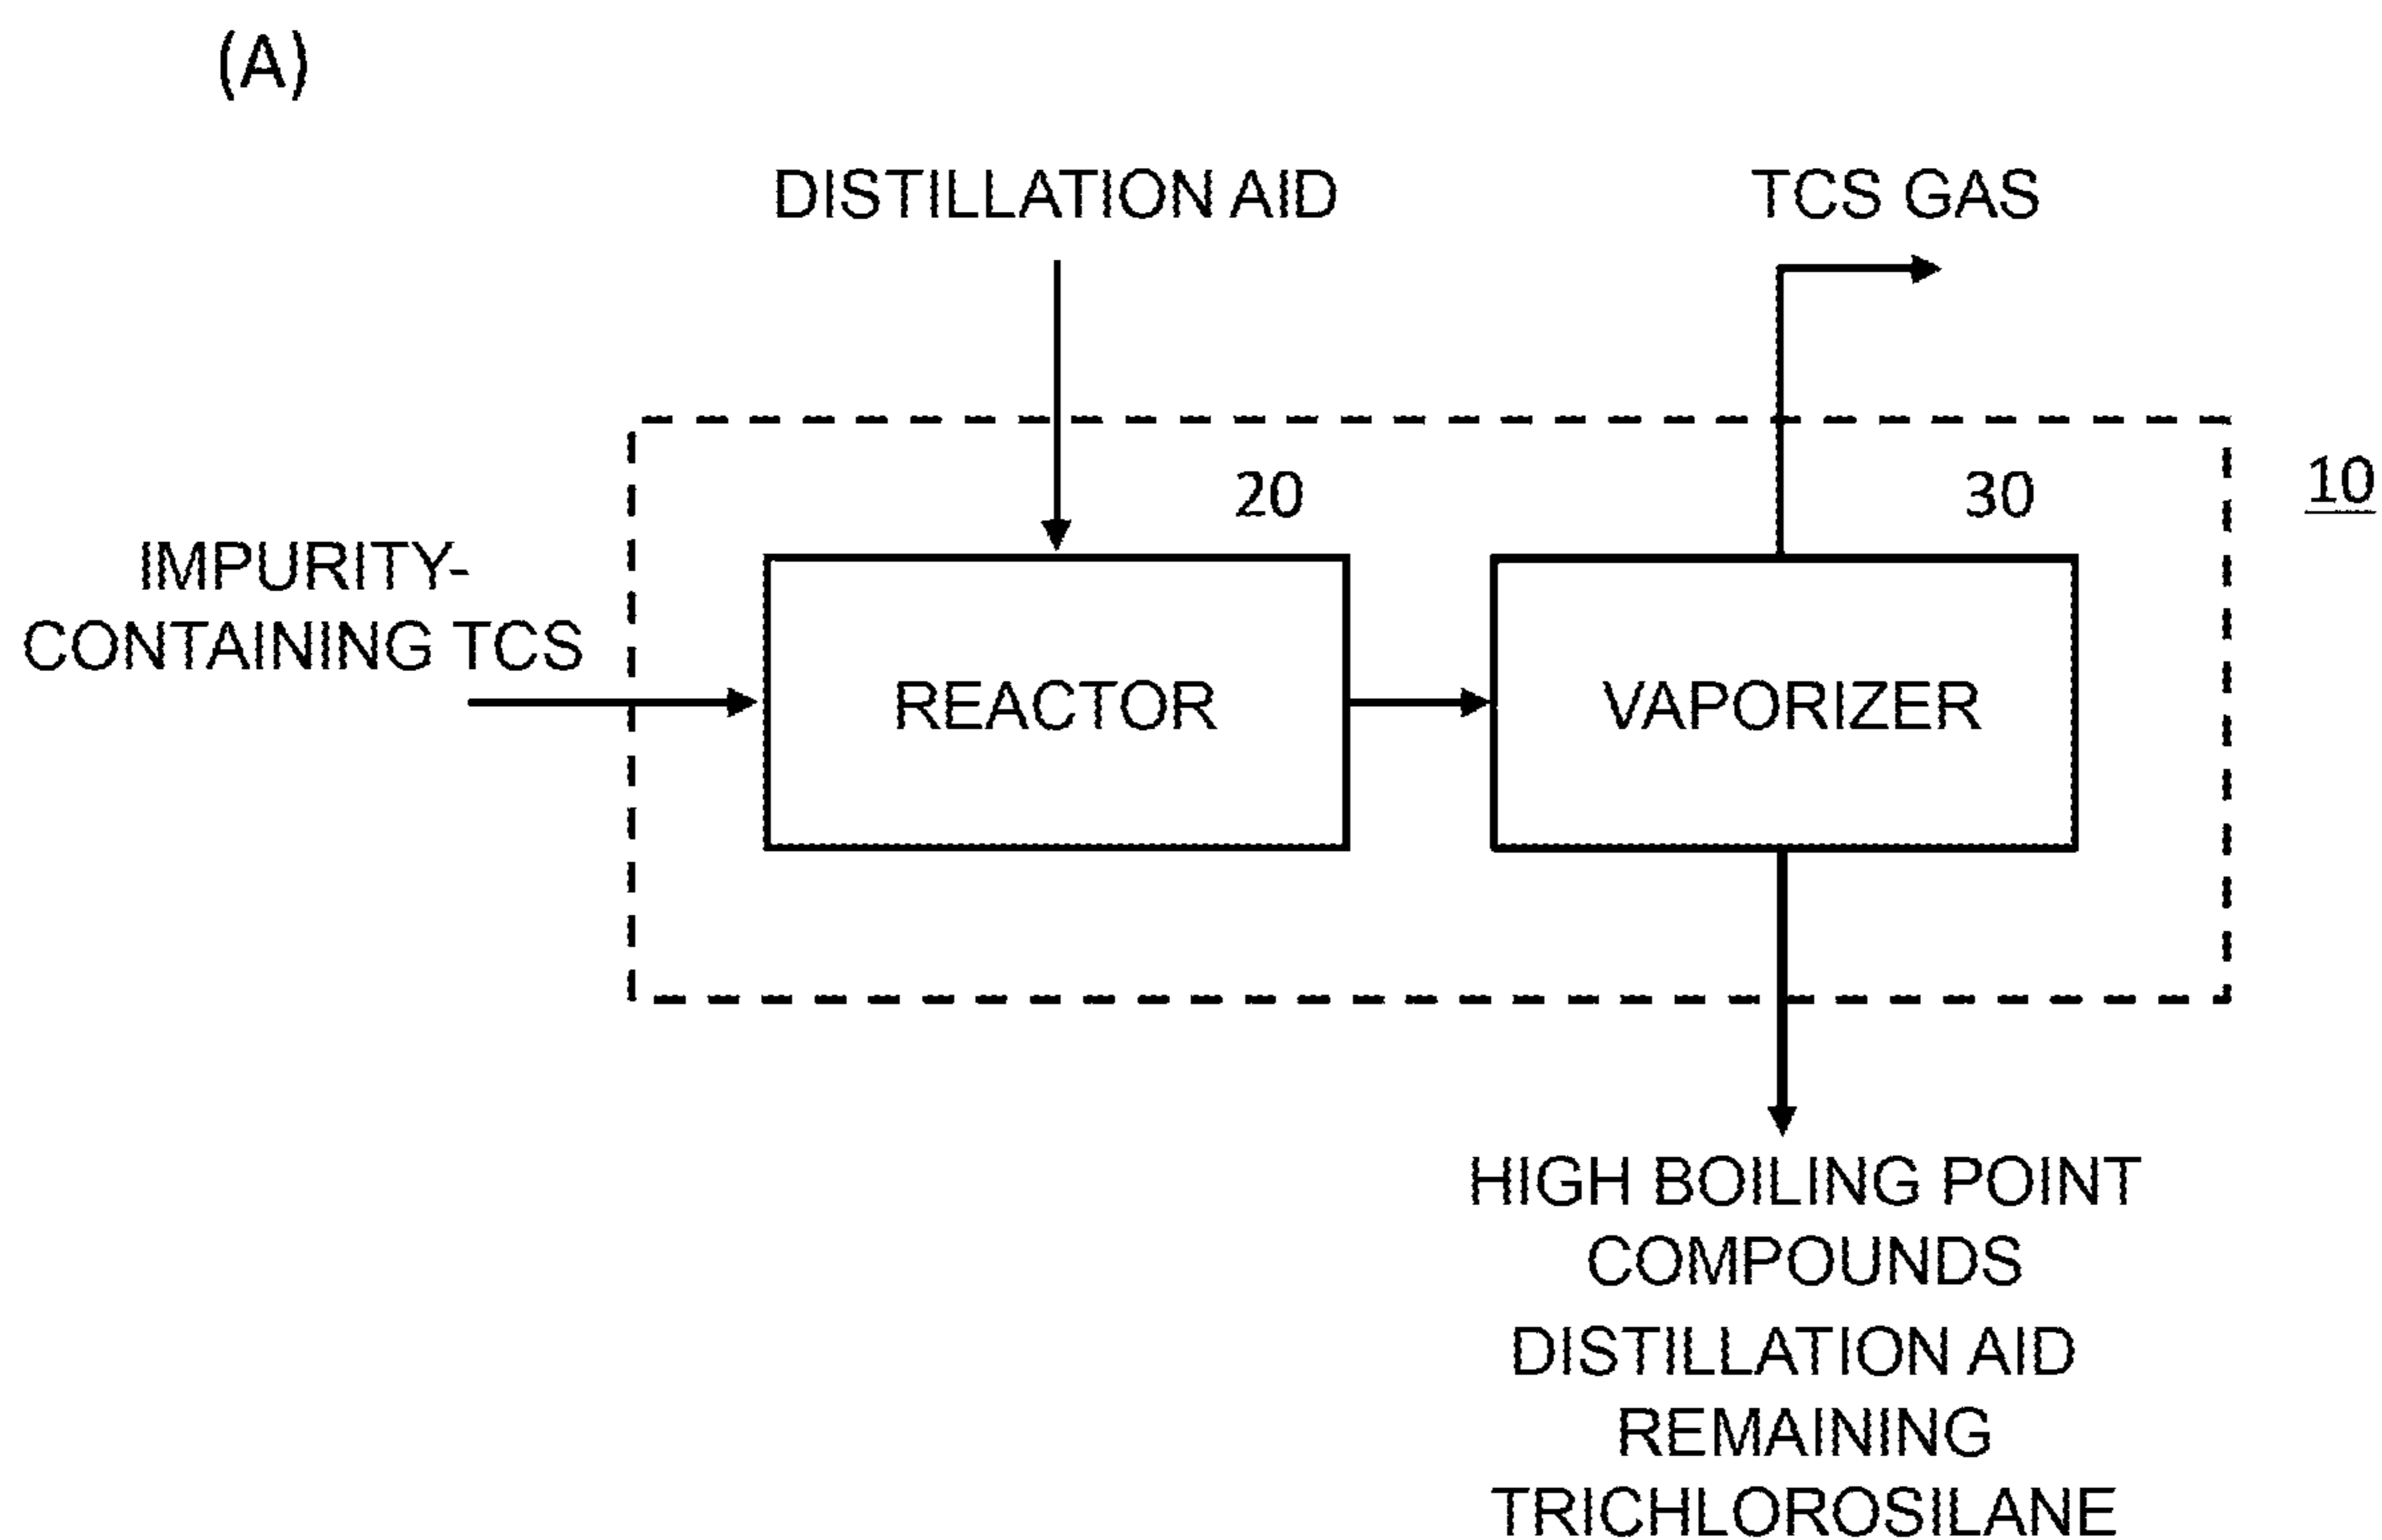 (A)
DISTILLATION AID
TCS GAS
20
30
10
IMPURITY-
CONTAINING TCS
REACTOR
VAPORIZER
HIGH BOILING POINT
COMPOUNDS
DISTILLATION AID
REMAINING
TRICHLOROSILANE